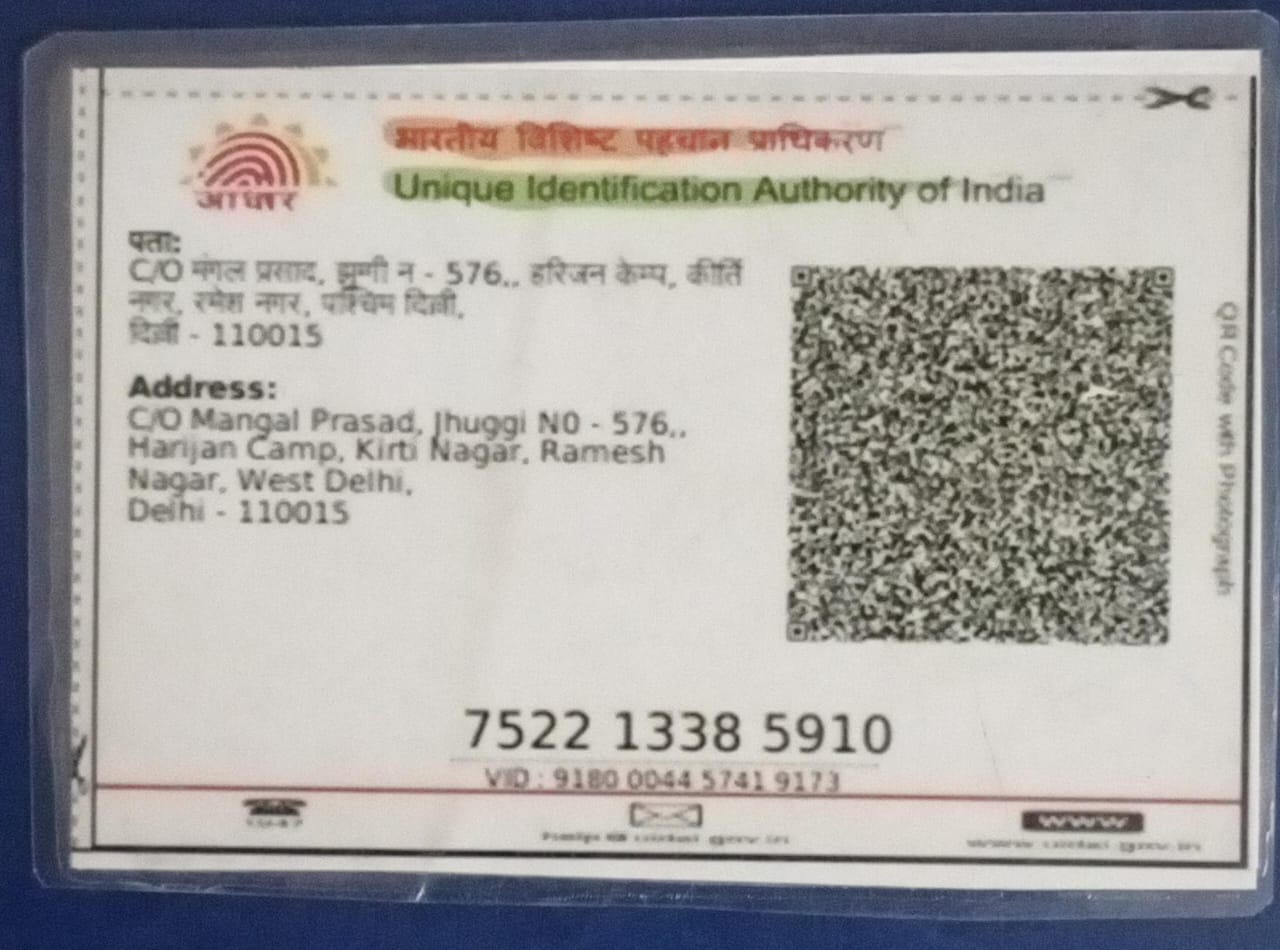 भारतीय विशिष्ट पहचान प्राधिकरण
Unique Identification Authority of India
आधार
पता:
C/O मंगल प्रसाद, झुग्गी न - 576,, हरिजन केम्प, कीर्ति
नगर, रमेश नगर, पश्चिम दिल्ली,
दिल्ली - 110015
Address:
C/O Mangal Prasad, Jhuggi N0 - 576,,
Harijan Camp, Kirti Nagar, Ramesh
Nagar, West Delhi,
Delhi - 110015
QR Code with Photograph
7522 1338 5910
VID : 9180 0044 5741 9173
www